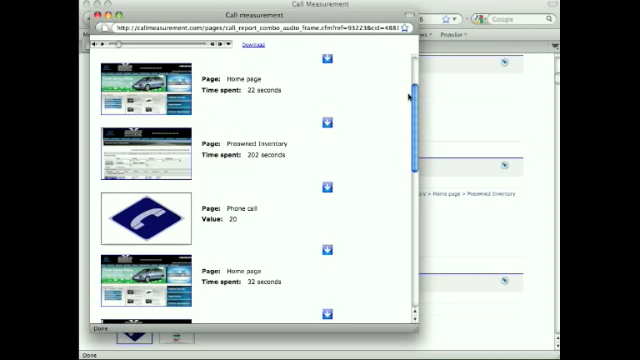 Call Measurement
Call measurement
http://callmeasurement.com/pages/call_report_combo_audio_frame.cfm?ref=93223&cid=4881
Google
Popular
Download
Page: Home page
Time spent: 22 seconds
Page: Preowned Inventory
Time spent: 202 seconds
Page: Phone call
Value: 20
> Home page > Preowned Inventory
Page: Home page
Time spent: 32 seconds
Done
Done